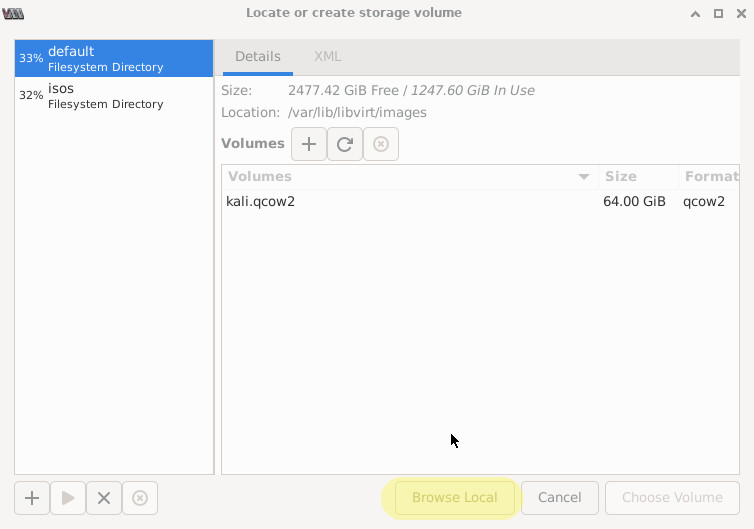 Locate or create storage volume
33% default
Filesystem Directory
32% isos
Filesystem Directory
Details XML
Size: 2477.42 GiB Free / 1247.60 GiB In Use
Location: /var/lib/libvirt/images
Volumes
Volumes Size Format
kali.qcow2 64.00 GiB qcow2
Browse Local Cancel Choose Volume